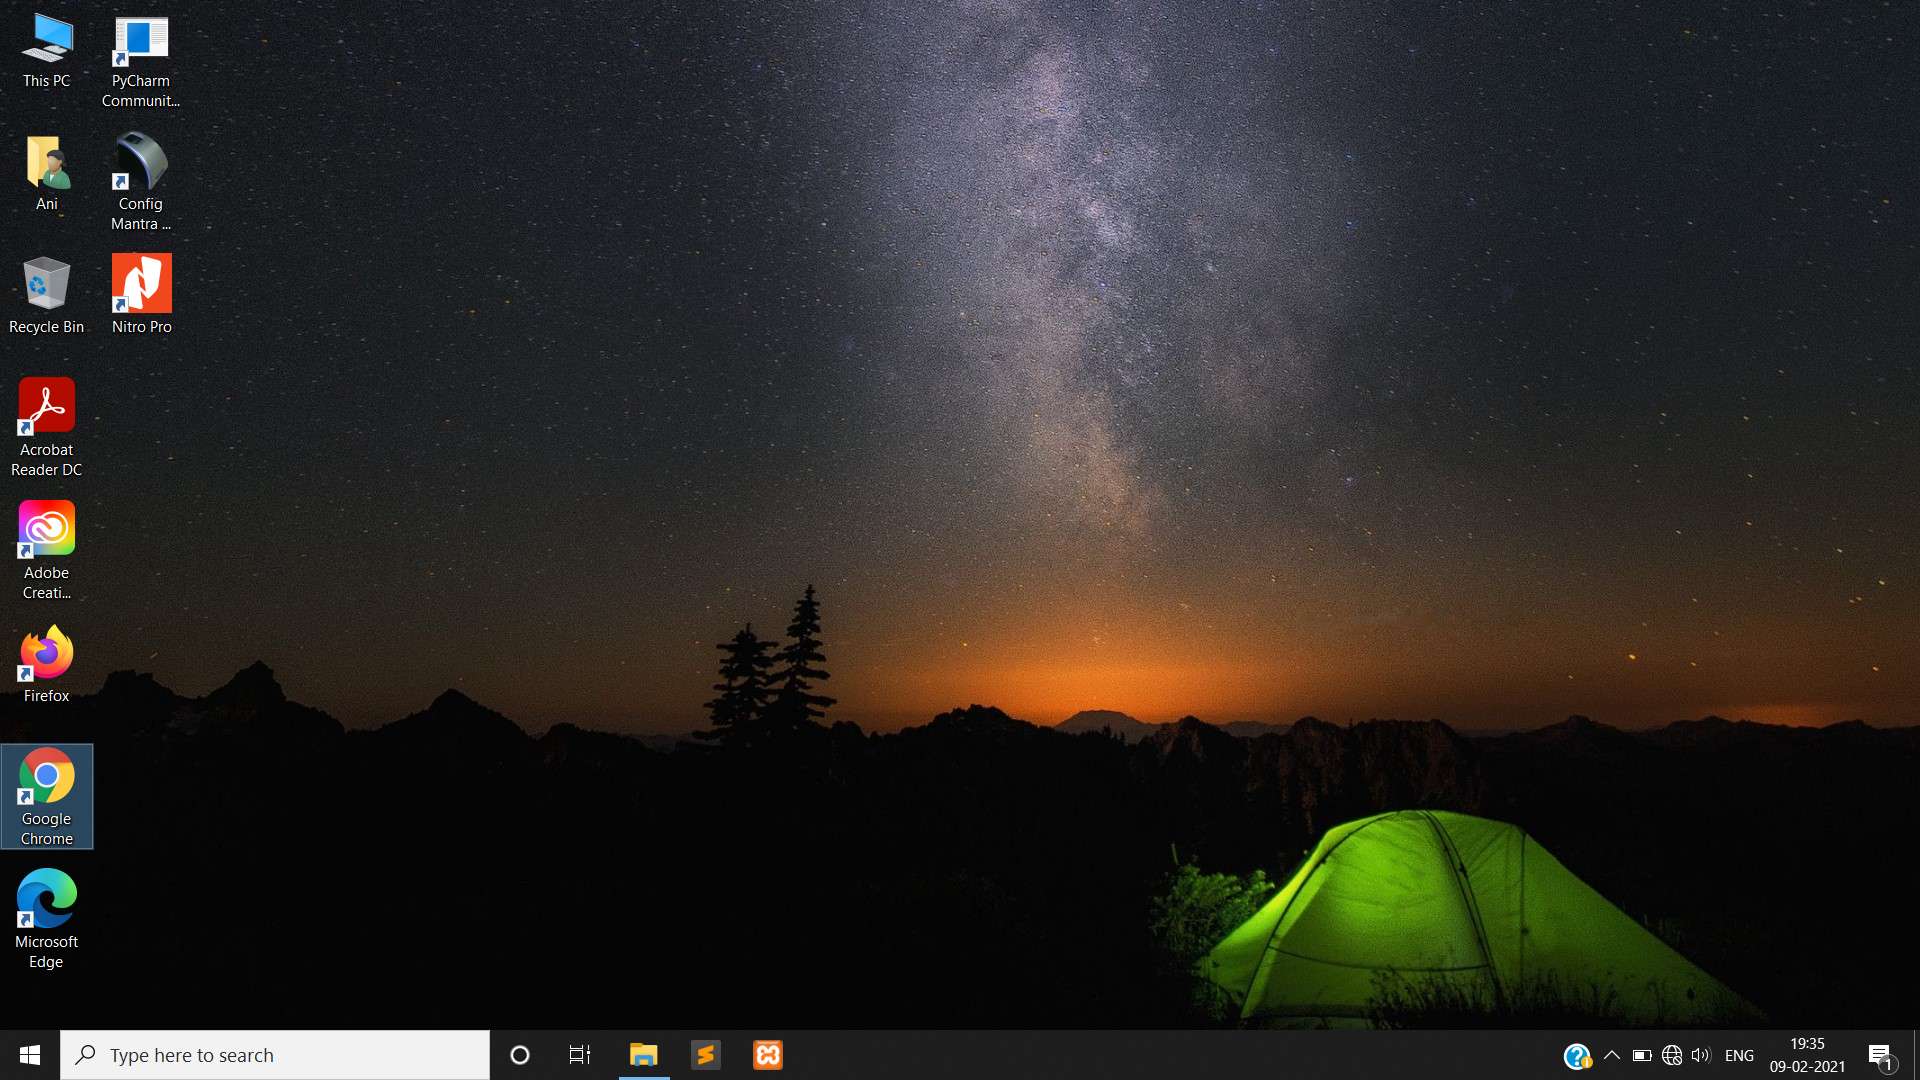 This PC
PyCharm
Communit...
Ani
Config
Mantra ...
Recycle Bin
Nitro Pro
Acrobat
Reader DC
Adobe
Creati...
Firefox
Google
Chrome
Microsoft
Edge
Type here to search
ENG
19:35
09-02-2021
1